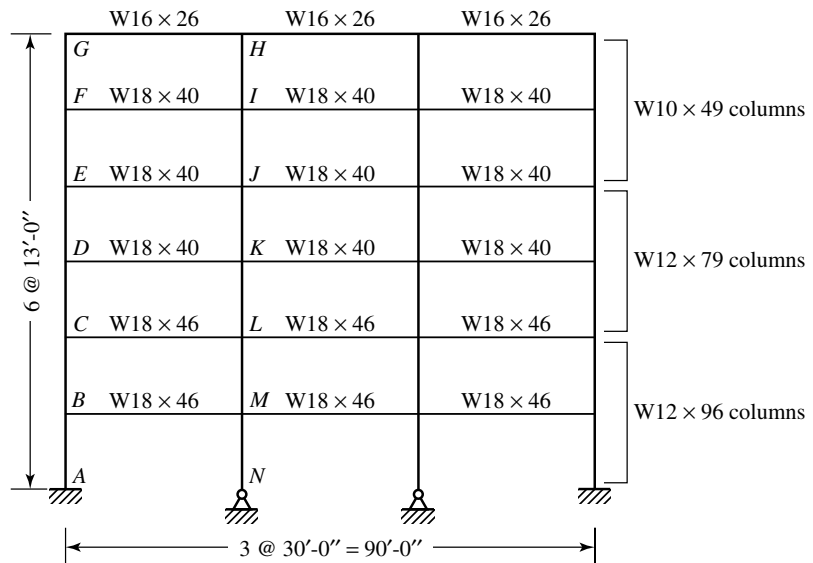 W16 × 26 W16 × 26 W16 × 26
G H
F W18 × 40 I W18 × 40 W18 × 40
W10 × 49 columns
E W18 × 40 J W18 × 40 W18 × 40
6 @ 13′-0″
D W18 × 40 K W18 × 40 W18 × 40
W12 × 79 columns
C W18 × 46 L W18 × 46 W18 × 46
B W18 × 46 M W18 × 46 W18 × 46
W12 × 96 columns
A N
3 @ 30′-0″ = 90′-0″